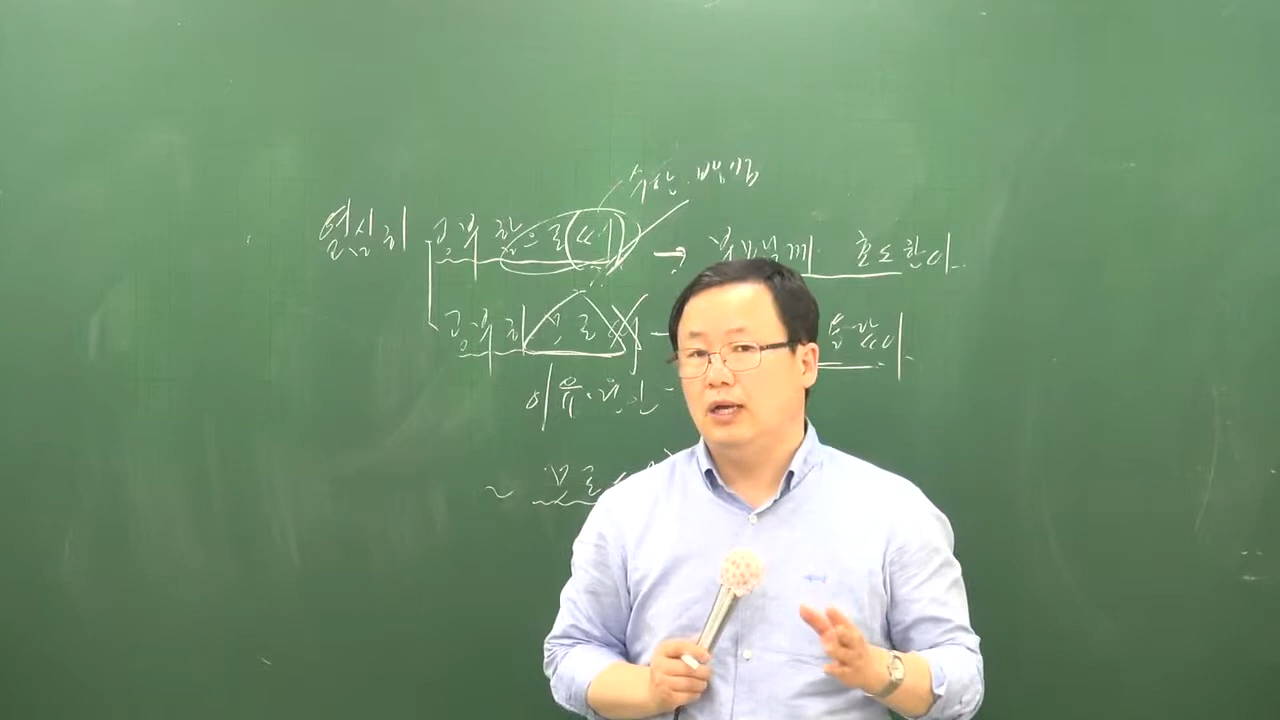 수단·방법
열심히 공부함으로써 → 부모님께 효도한다.
공부하므로
이유·원인
~ 므로